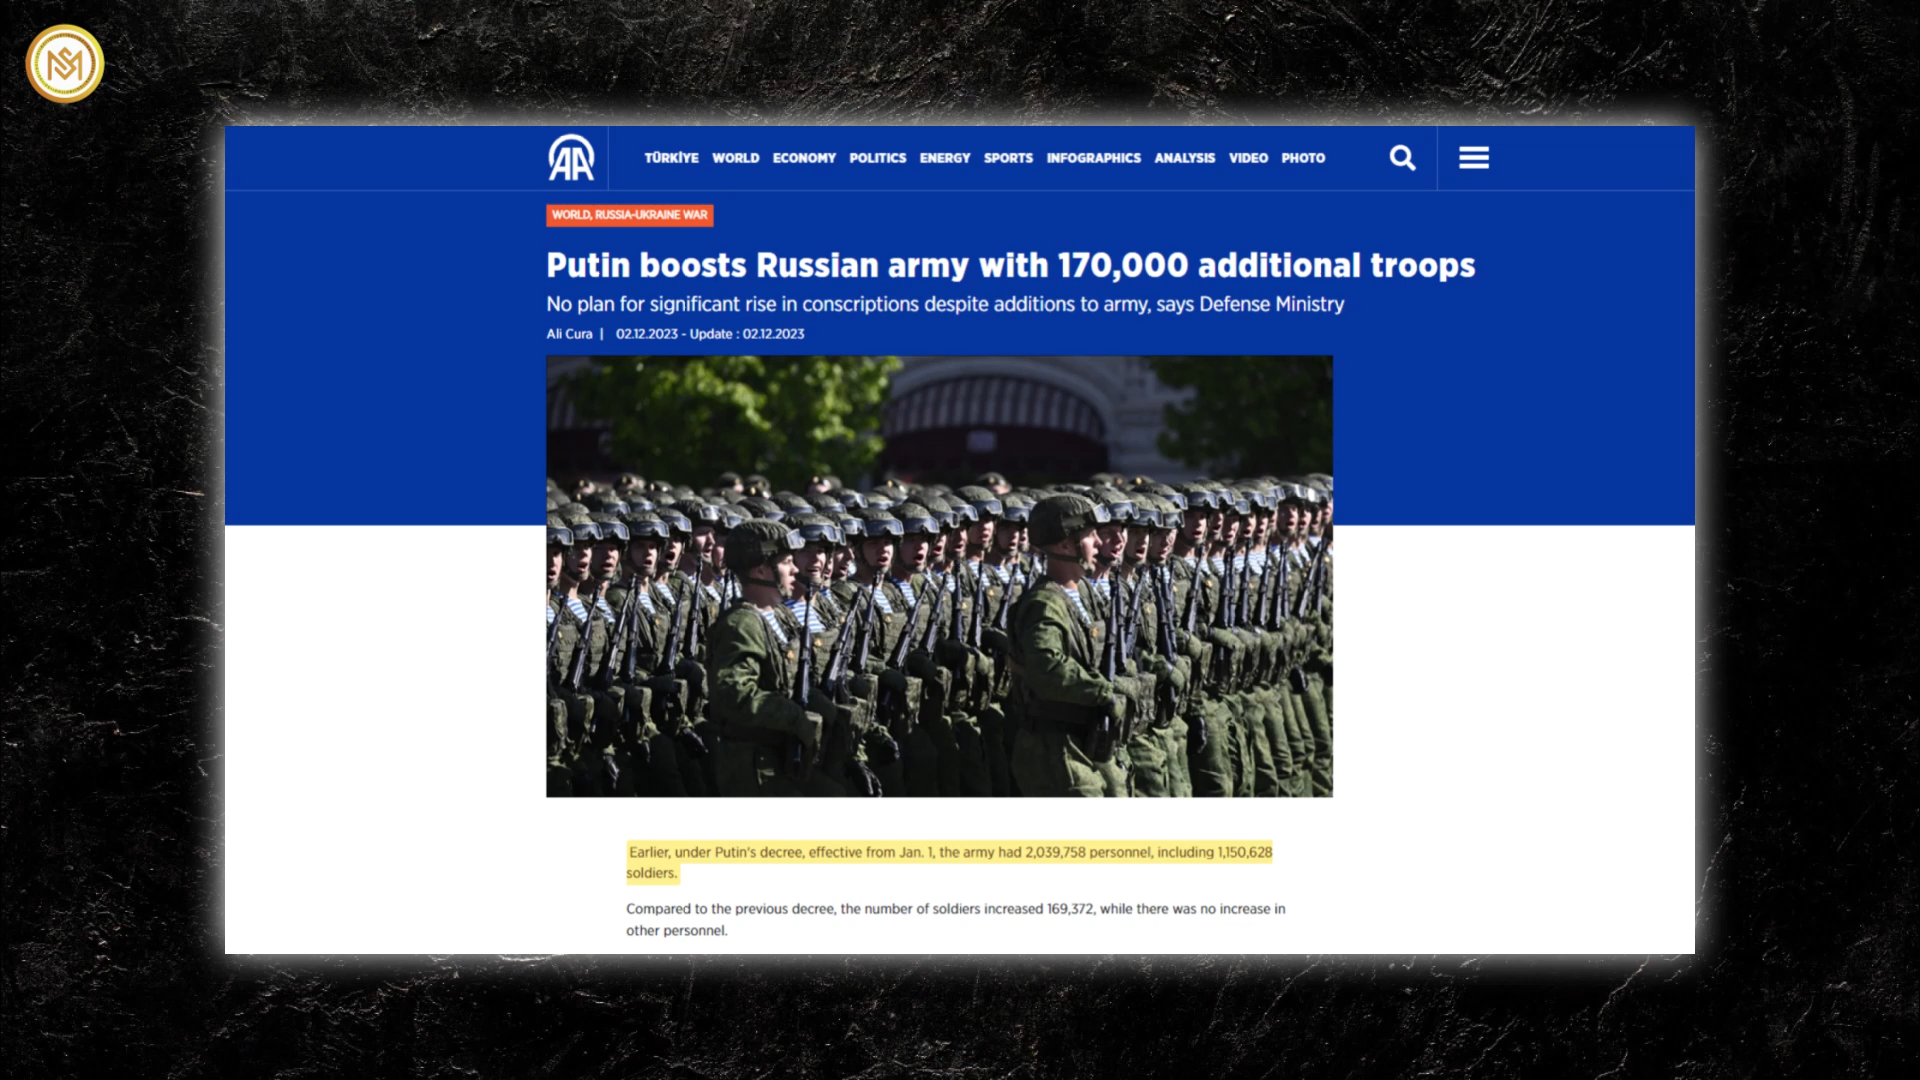 AA
TÜRKİYE WORLD ECONOMY POLITICS ENERGY SPORTS INFOGRAPHICS ANALYSIS VIDEO PHOTO
WORLD, RUSSIA-UKRAINE WAR
Putin boosts Russian army with 170,000 additional troops
No plan for significant rise in conscriptions despite additions to army, says Defense Ministry
Ali Cura | 02.12.2023 - Update : 02.12.2023
Earlier, under Putin's decree, effective from Jan. 1, the army had 2,039,758 personnel, including 1,150,628
soldiers.
Compared to the previous decree, the number of soldiers increased 169,372, while there was no increase in
other personnel.